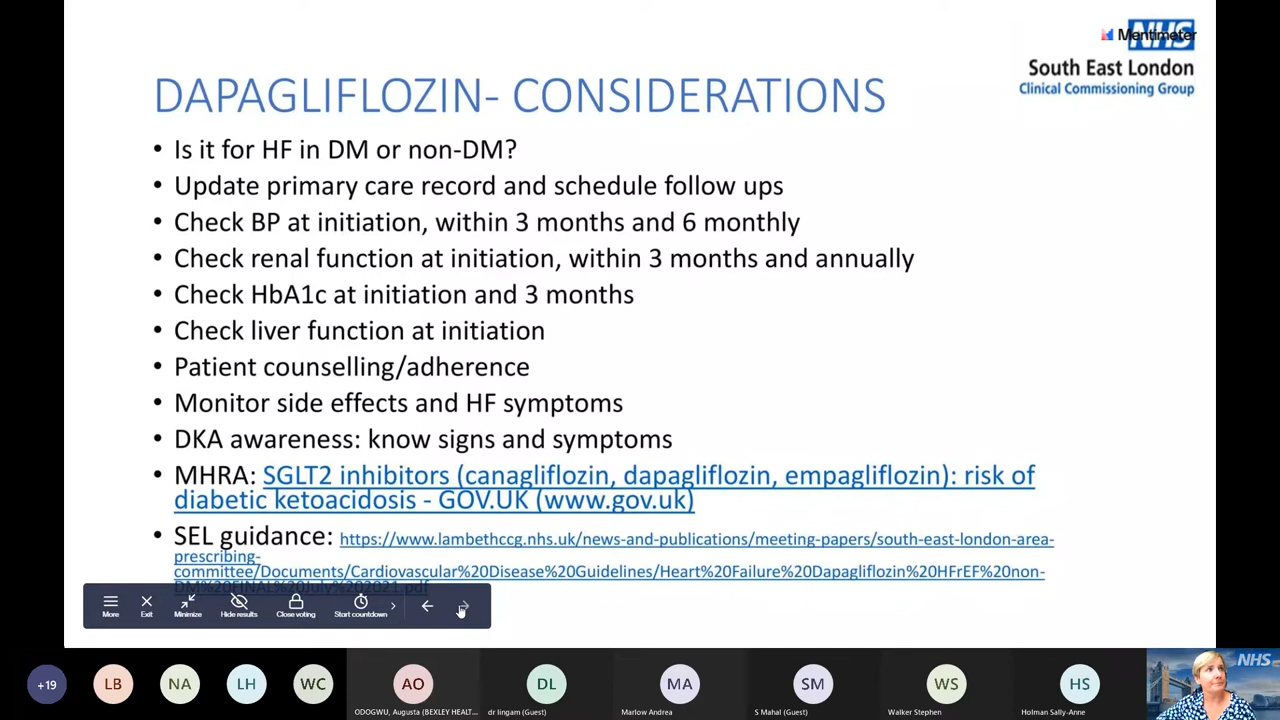 Mentimeter
NHS
South East London
Clinical Commissioning Group
DAPAGLIFLOZIN- CONSIDERATIONS
• Is it for HF in DM or non-DM?
• Update primary care record and schedule follow ups
• Check BP at initiation, within 3 months and 6 monthly
• Check renal function at initiation, within 3 months and annually
• Check HbA1c at initiation and 3 months
• Check liver function at initiation
• Patient counselling/adherence
• Monitor side effects and HF symptoms
• DKA awareness: know signs and symptoms
• MHRA: SGLT2 inhibitors (canagliflozin, dapagliflozin, empagliflozin): risk of
diabetic ketoacidosis - GOV.UK (www.gov.uk)
• SEL guidance: https://www.lambethccg.nhs.uk/news-and-publications/meeting-papers/south-east-london-area-
prescribing-
committee/Documents/Cardiovascular%20Disease%20Guidelines/Heart%20Failure%20Dapagliflozin%20HFrEF%20non-
DM%20FINAL%20July%202021.pdf
More Exit Minimize Hide results Close voting Start countdown
+19 LB NA LH WC AO DL MA SM WS HS NHS
ODOGWU, Augusta (BEXLEY HEALT... dr lingam (Guest) Marlow Andrea S Mahal (Guest) Walker Stephen Holman Sally-Anne